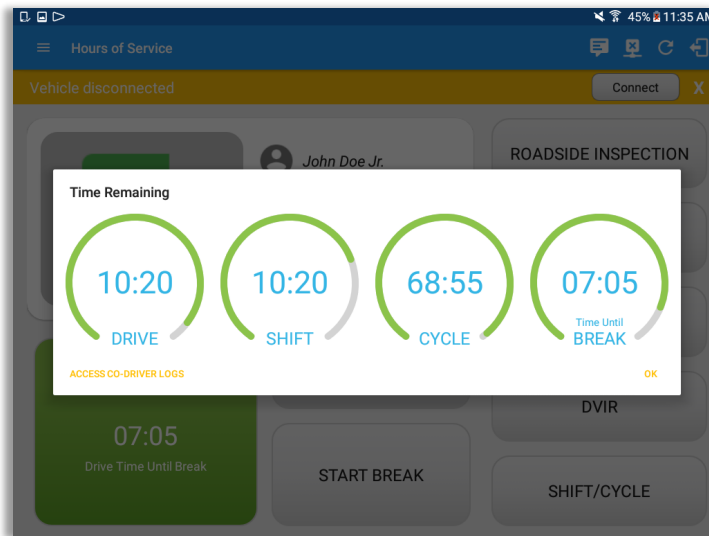 45% 11:35 AM
Hours of Service
Vehicle disconnected
Connect
X
John Doe Jr.
ROADSIDE INSPECTION
Time Remaining
10:20
DRIVE
10:20
SHIFT
68:55
CYCLE
07:05
Time Until
BREAK
ACCESS CO-DRIVER LOGS
OK
07:05
Drive Time Until Break
START BREAK
DVIR
SHIFT/CYCLE